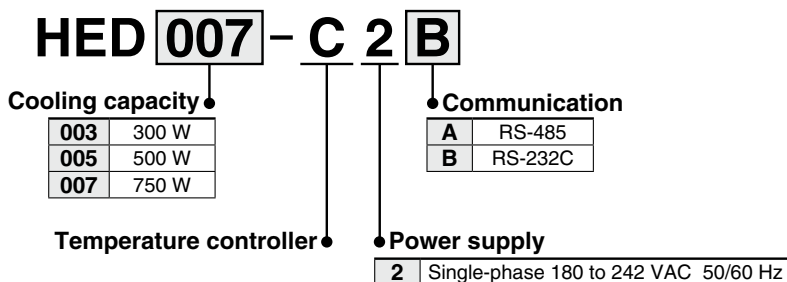 HED 007 - C 2 B
Cooling capacity
003 300 W
005 500 W
007 750 W
Communication
A RS-485
B RS-232C
Temperature controller
Power supply
2 Single-phase 180 to 242 VAC 50/60 Hz